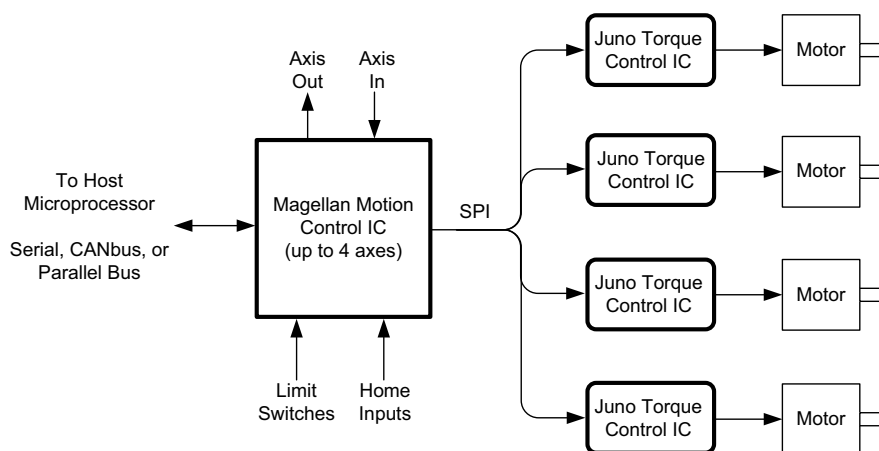 Axis
Out
Axis
In
To Host
Microprocessor
Serial, CANbus, or
Parallel Bus
Magellan Motion
Control IC
(up to 4 axes)
SPI
Limit
Switches
Home
Inputs
Juno Torque
Control IC
Motor
Juno Torque
Control IC
Motor
Juno Torque
Control IC
Motor
Juno Torque
Control IC
Motor